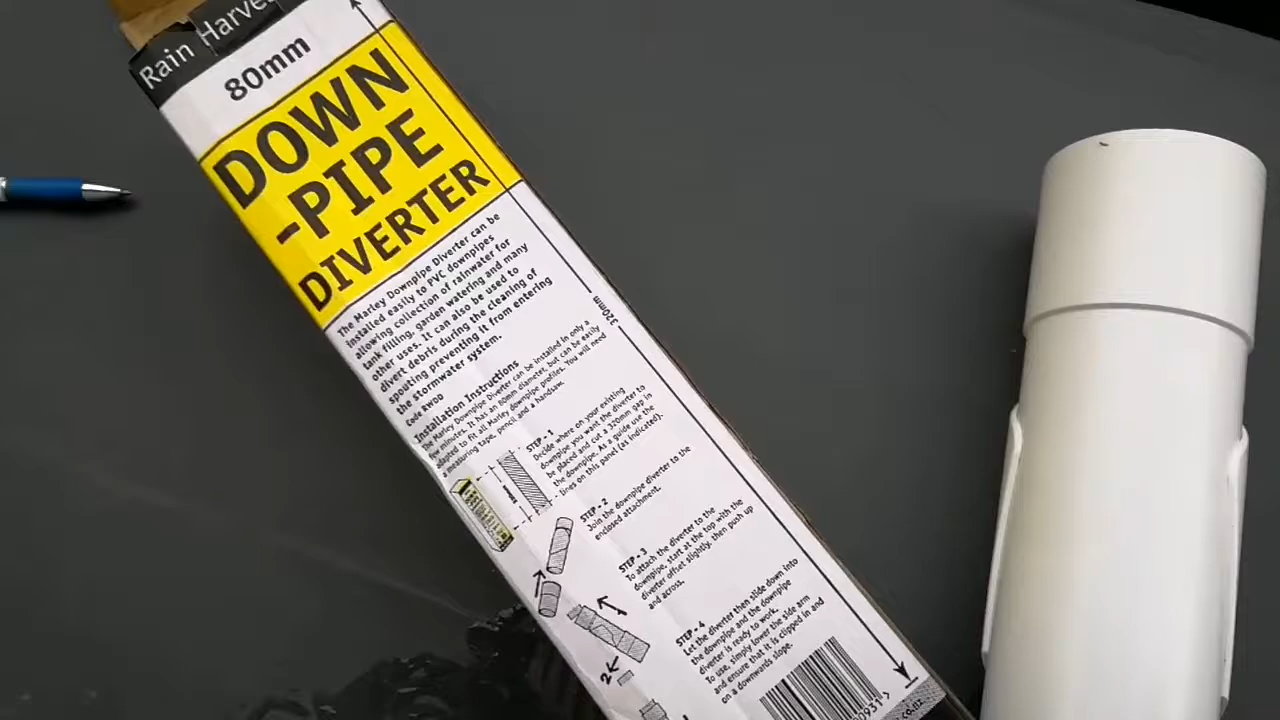 Rain Harve
80mm
DOWN
-PIPE
DIVERTER
The Marley Downpipe Diverter can be
installed easily to PVC downpipes
allowing collection of rainwater for
tank filling, garden watering and many
other uses. It can also be used to
divert debris during the cleaning of
spouting preventing it from entering
the stormwater system.
Code RWDD
320mm
Installation Instructions
The Marley Downpipe Diverter can be installed in only a
few minutes. It has an 80mm diameter, but can be easily
adapted to fit all Marley downpipe profiles. You will need
a measuring tape, pencil and a handsaw.
STEP - 1
Decide where on your existing
downpipe you want the diverter to
be placed and cut a 320mm gap in
the downpipe. As a guide use the
lines on this panel (as indicated).
STEP - 2
Join the downpipe diverter to the
enclosed attachment.
STEP - 3
To attach the diverter to the
downpipe, start at the top with the
diverter offset slightly, then push up
and across.
2
STEP - 4
Let the diverter then slide down into
the downpipe and the downpipe
diverter is ready to work.
To use, simply lower the side arm
and ensure that it is clipped in and
on a downwards slope.